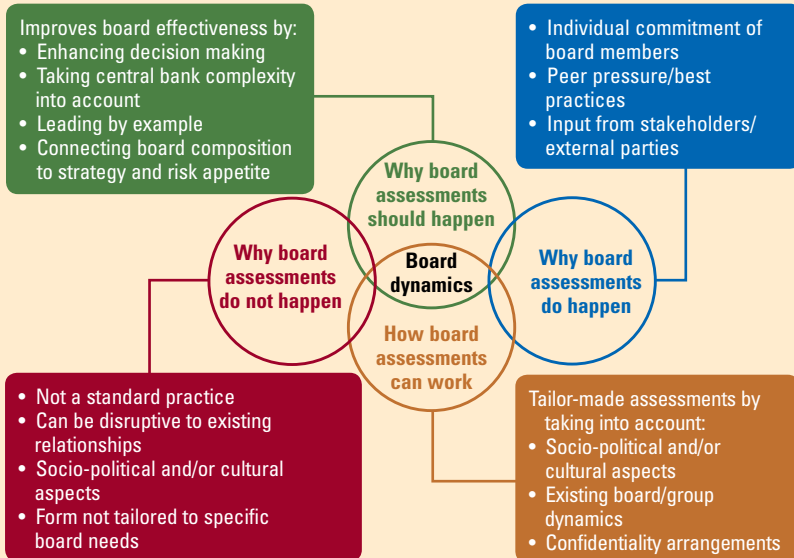 Improves board effectiveness by:
• Enhancing decision making
• Taking central bank complexity
into account
• Leading by example
• Connecting board composition
to strategy and risk appetite
• Individual commitment of
board members
• Peer pressure/best
practices
• Input from stakeholders/
external parties
Why board
assessments
should happen
Why board
assessments
do not happen
Board
dynamics
Why board
assessments
do happen
How board
assessments
can work
• Not a standard practice
• Can be disruptive to existing
relationships
• Socio-political and/or cultural
aspects
• Form not tailored to specific
board needs
Tailor-made assessments by
taking into account:
• Socio-political and/or
cultural aspects
• Existing board/group
dynamics
• Confidentiality arrangements